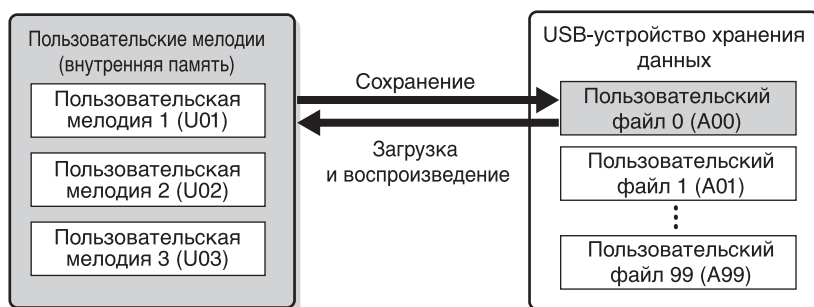 Пользовательские мелодии
(внутренняя память)
Пользовательская
мелодия 1 (U01)
Пользовательская
мелодия 2 (U02)
Пользовательская
мелодия 3 (U03)
Сохранение
Загрузка
и воспроизведение
USB-устройство хранения
данных
Пользовательский
файл 0 (A00)
Пользовательский
файл 1 (A01)
Пользовательский
файл 99 (A99)